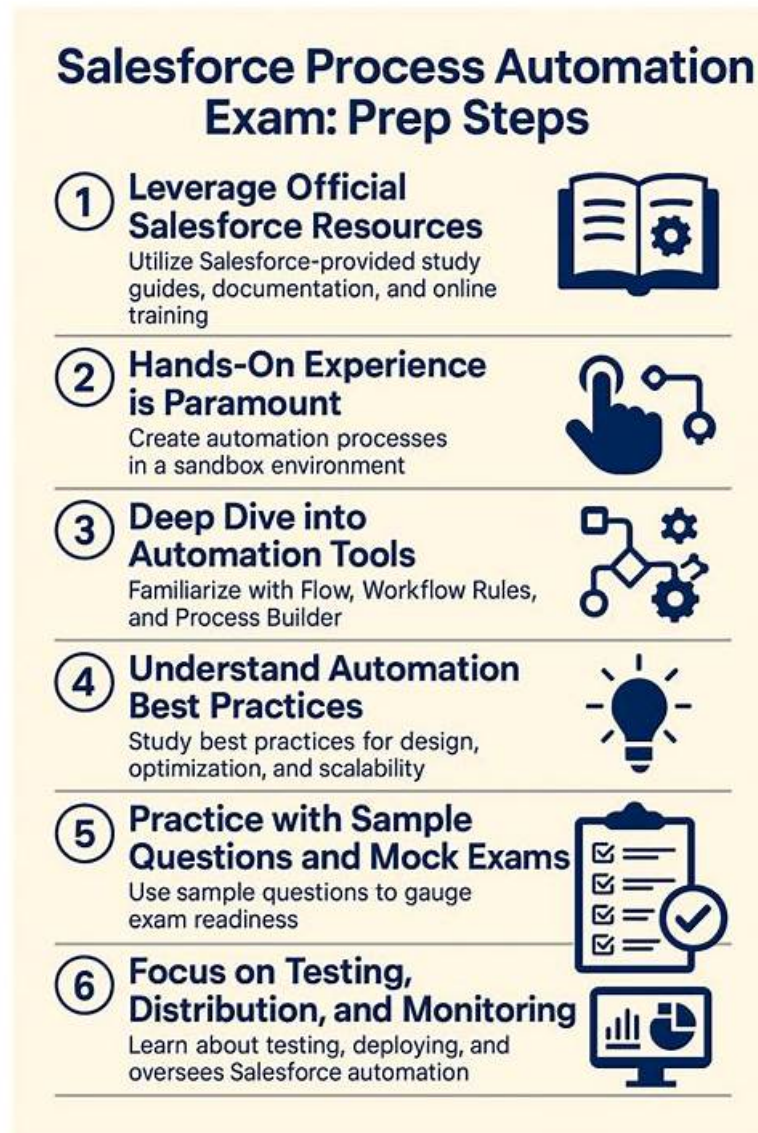 Salesforce Process Automation
Exam: Prep Steps
1
Leverage Official
Salesforce Resources
Utilize Salesforce-provided study
guides, documentation, and online
training
2
Hands-On Experience
is Paramount
Create automation processes
in a sandbox environment
3
Deep Dive into
Automation Tools
Familiarize with Flow, Workflow Rules,
and Process Builder
4
Understand Automation
Best Practices
Study best practices for design,
optimization, and scalability
5
Practice with Sample
Questions and Mock Exams
Use sample questions to gauge
exam readiness
6
Focus on Testing,
Distribution, and Monitoring
Learn about testing, deploying, and
oversees Salesforce automation